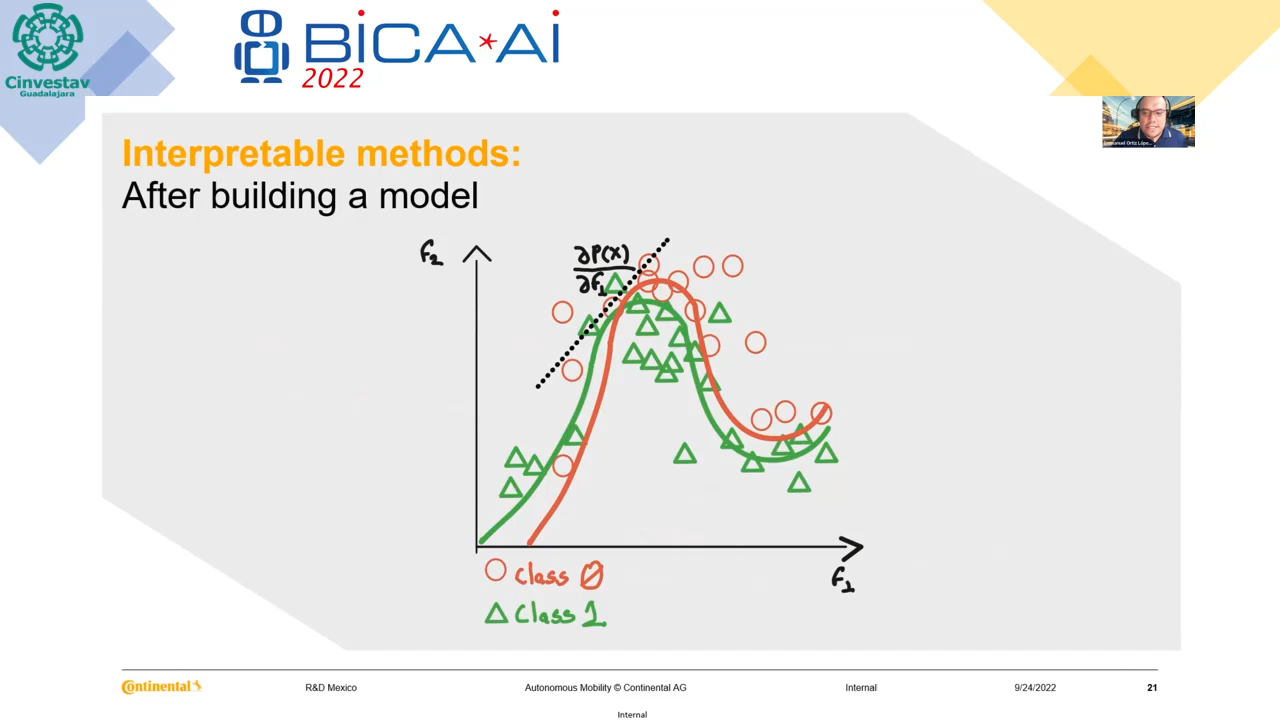 Cinvestav
Guadalajara
BiCA*Ai
2022
Interpretable methods:
After building a model
F₂
∂P(x)
∂F₁
F₁
Class 0
Class 1
Continental
R&D Mexico
Autonomous Mobility © Continental AG
Internal
9/24/2022
21
Internal